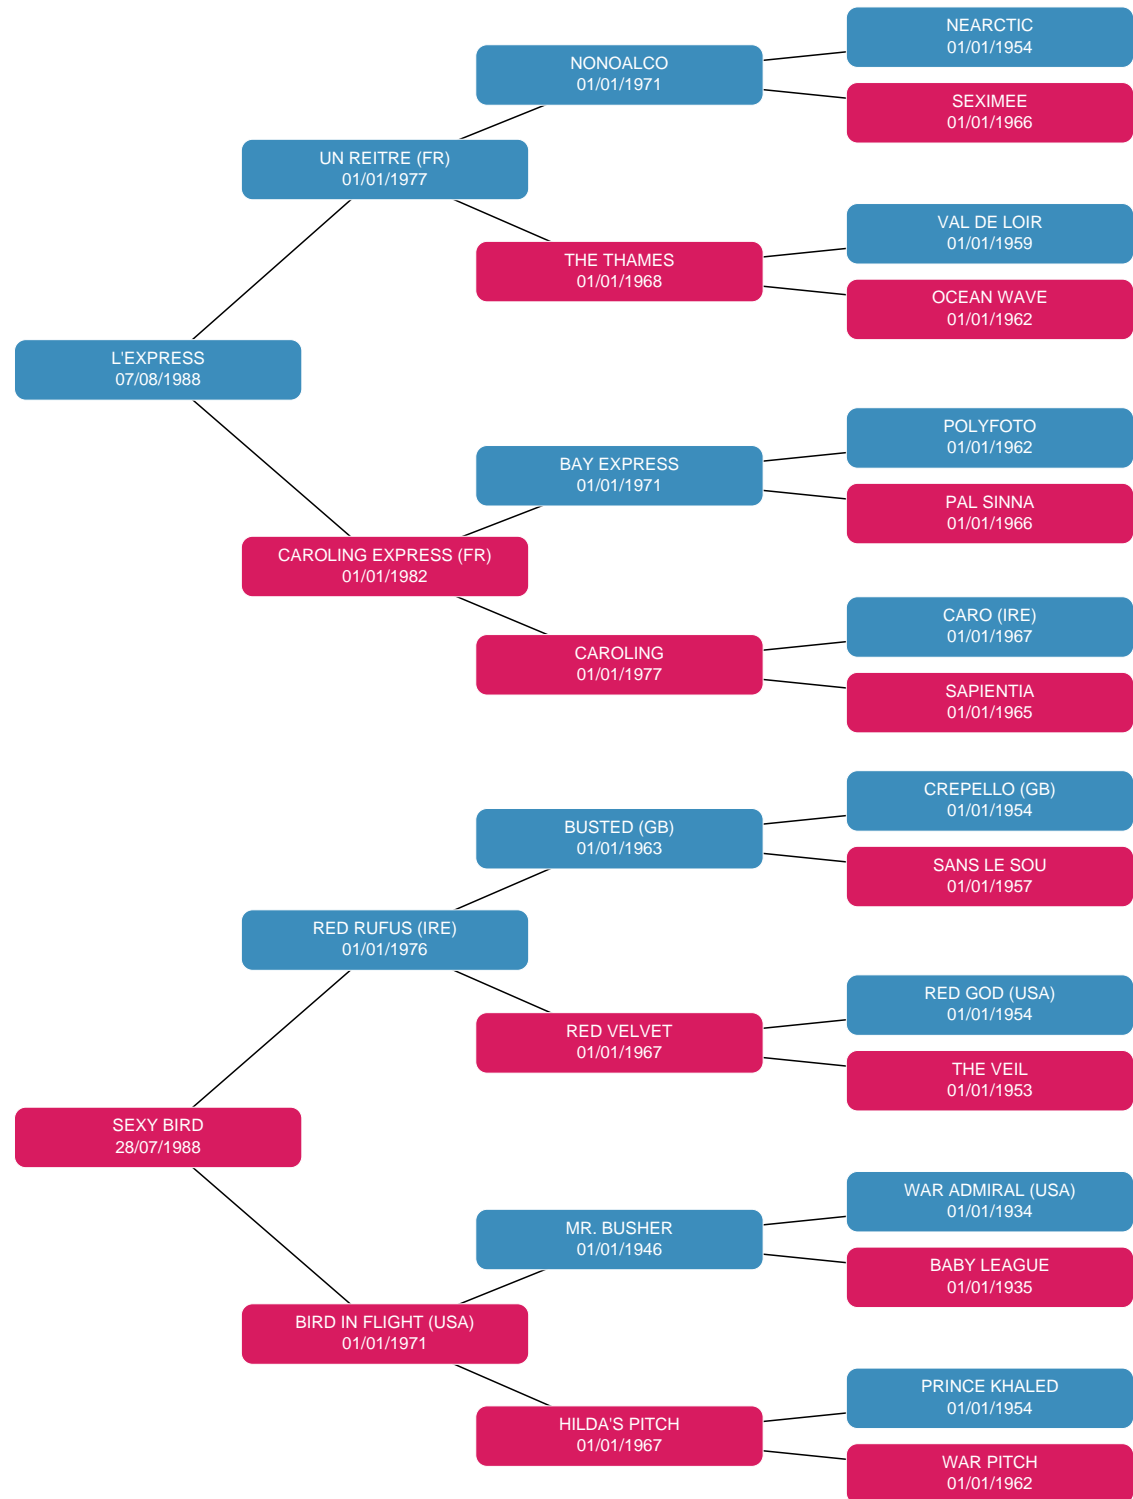 NEARCTIC
01/01/1954
NONOALCO
01/01/1971
SEXIMEE
01/01/1966
UN REITRE (FR)
01/01/1977
VAL DE LOIR
01/01/1959
THE THAMES
01/01/1968
OCEAN WAVE
01/01/1962
L'EXPRESS
07/08/1988
POLYFOTO
01/01/1962
BAY EXPRESS
01/01/1971
PAL SINNA
01/01/1966
CAROLING EXPRESS (FR)
01/01/1982
CARO (IRE)
01/01/1967
CAROLING
01/01/1977
SAPIENTIA
01/01/1965
CREPELLO (GB)
01/01/1954
BUSTED (GB)
01/01/1963
SANS LE SOU
01/01/1957
RED RUFUS (IRE)
01/01/1976
RED GOD (USA)
01/01/1954
RED VELVET
01/01/1967
THE VEIL
01/01/1953
SEXY BIRD
28/07/1988
WAR ADMIRAL (USA)
01/01/1934
MR. BUSHER
01/01/1946
BABY LEAGUE
01/01/1935
BIRD IN FLIGHT (USA)
01/01/1971
PRINCE KHALED
01/01/1954
HILDA'S PITCH
01/01/1967
WAR PITCH
01/01/1962